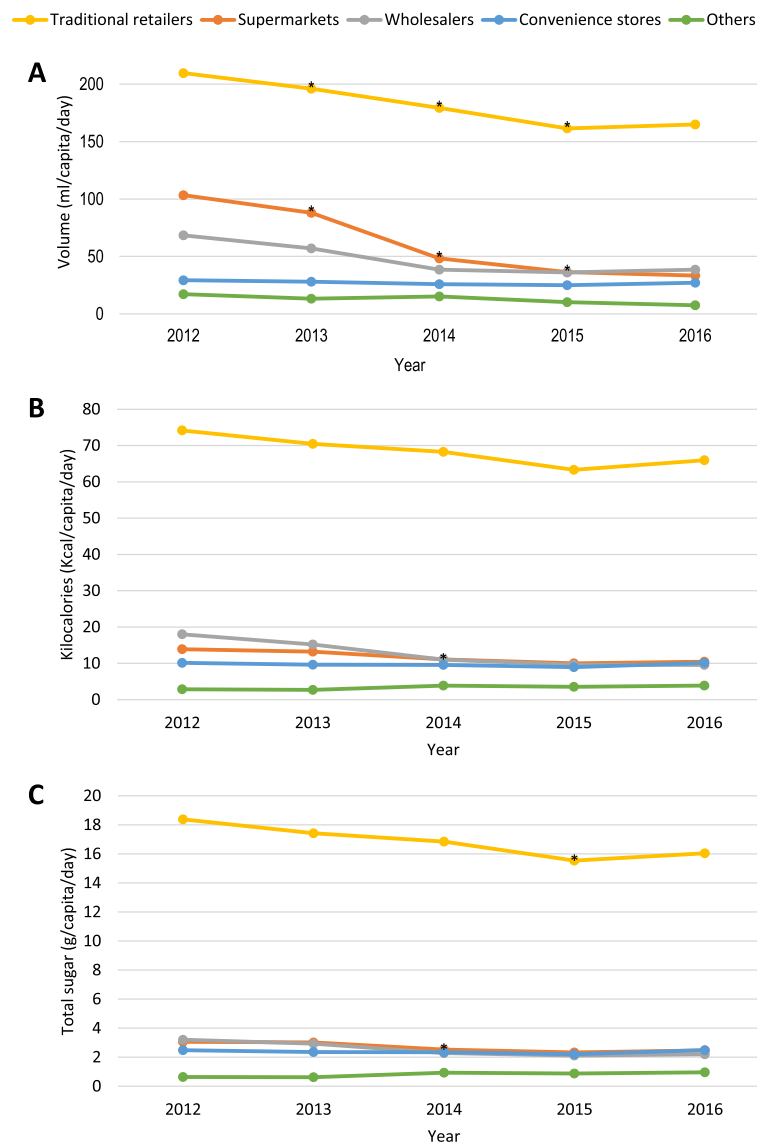 Traditional retailers Supermarkets Wholesalers Convenience stores Others
A
Volume (ml/capita/day)
200
150
100
50
0
* * *
* * *
2012 2013 2014 2015 2016
Year
B
Kilocalories (Kcal/capita/day)
80
70
60
50
40
30
20
10
0
*
2012 2013 2014 2015 2016
Year
C
Total sugar (g/capita/day)
20
18
16
14
12
10
8
6
4
2
0
*
*
2012 2013 2014 2015 2016
Year